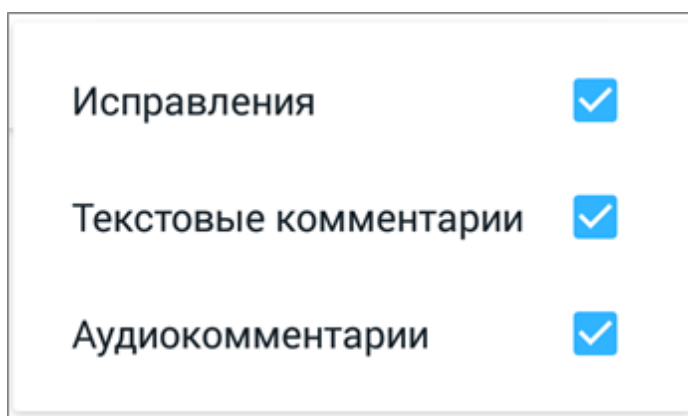 Исправления
Текстовые комментарии
Аудиокомментарии